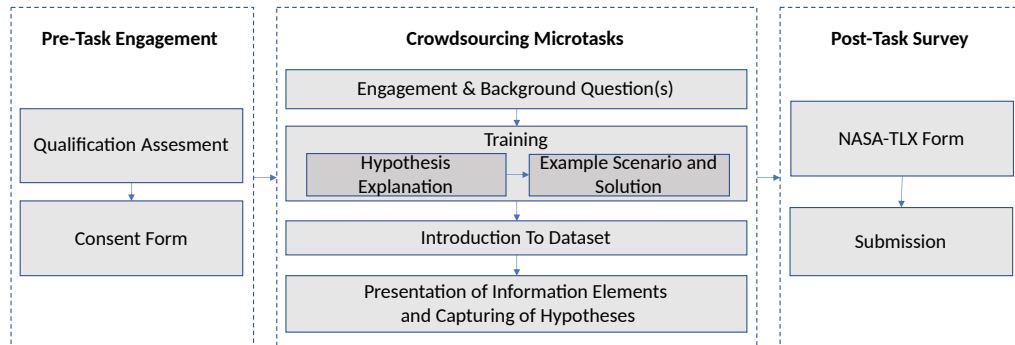 Pre-Task Engagement
Qualification Assesment
Consent Form
Crowdsourcing Microtasks
Engagement & Background Question(s)
Training
Hypothesis
Explanation
Example Scenario and
Solution
Introduction To Dataset
Presentation of Information Elements
and Capturing of Hypotheses
Post-Task Survey
NASA-TLX Form
Submission